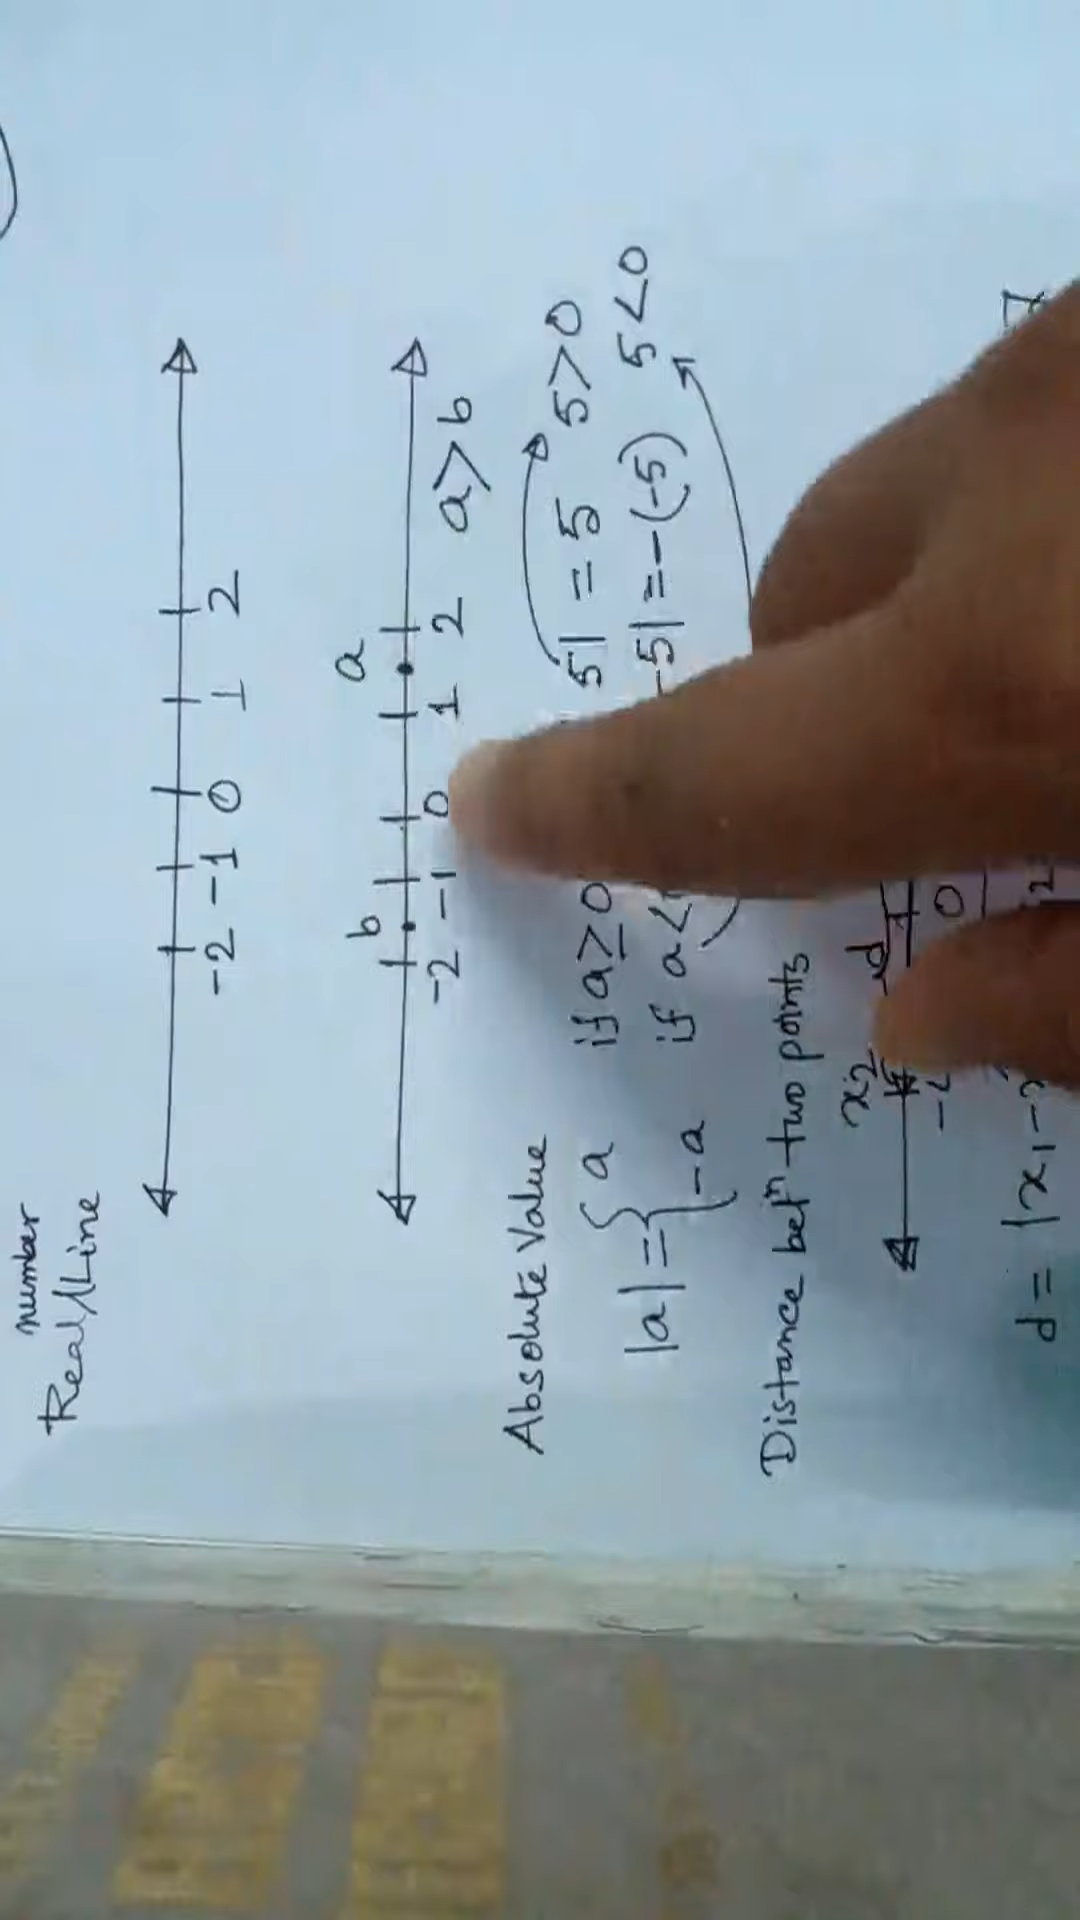 number
Real Line
-2 -1 0 1 2
b a
-2 -1 0 1 2 a>b
Absolute Value
|a| = { a if a≥0 5| = 5 5>0
-a if a< -5| = -(-5) 5<0
Distance betⁿ two points
x₂ d
0
d = |x₁ -